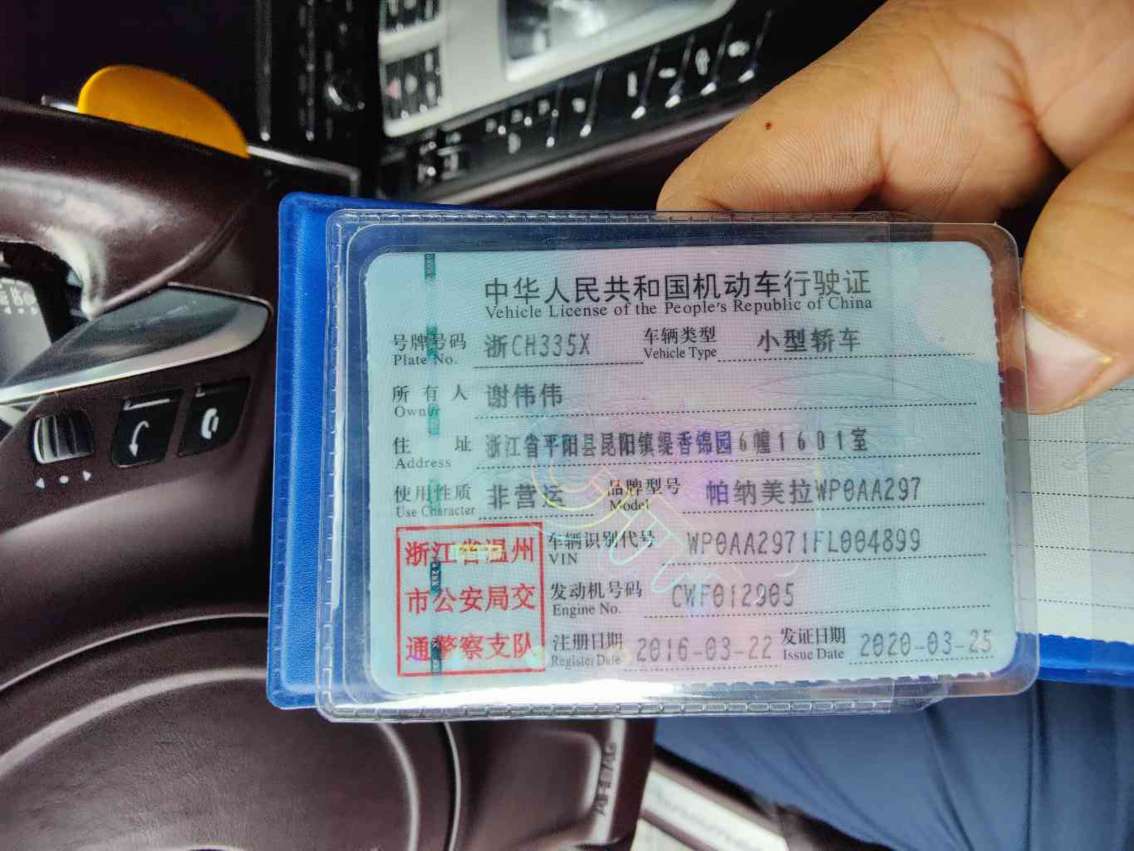 中华人民共和国机动车行驶证
Vehicle License of the People's Republic of China
号牌号码 浙CH335X 车辆类型 小型轿车
Plate No. Vehicle Type
所有人 谢伟伟
Owner
住址 浙江省平阳县昆阳镇缇香锦园6幢1601室
Address
使用性质 非营运 品牌型号 帕纳美拉WP0AA297
Use Character Model
浙江省温州
市公安局交
通警察支队
车辆识别代号 WP0AA2971FL004899
VIN
发动机号码 CWF012905
Engine No.
注册日期 2016-03-22 发证日期 2020-03-25
Register Date Issue Date